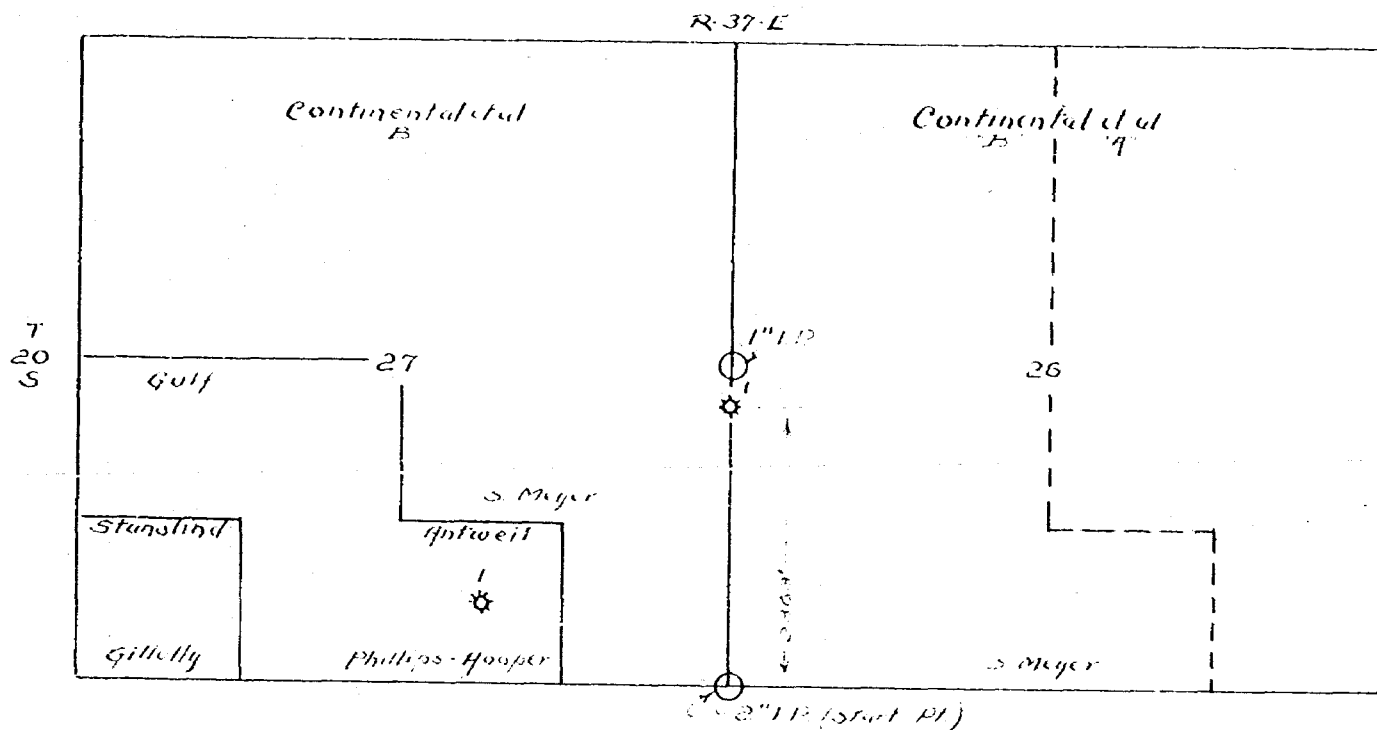 R-37-E
Continental et al
B
Continental et al
"B" "A"
T
20
S
27
Gulf
1" I.P.
1
26
S. Meyer
Stanolind
Antweil
1
Gillully
Phillips-Hooper
S. Meyer
2" I.P. (Start Pt.)